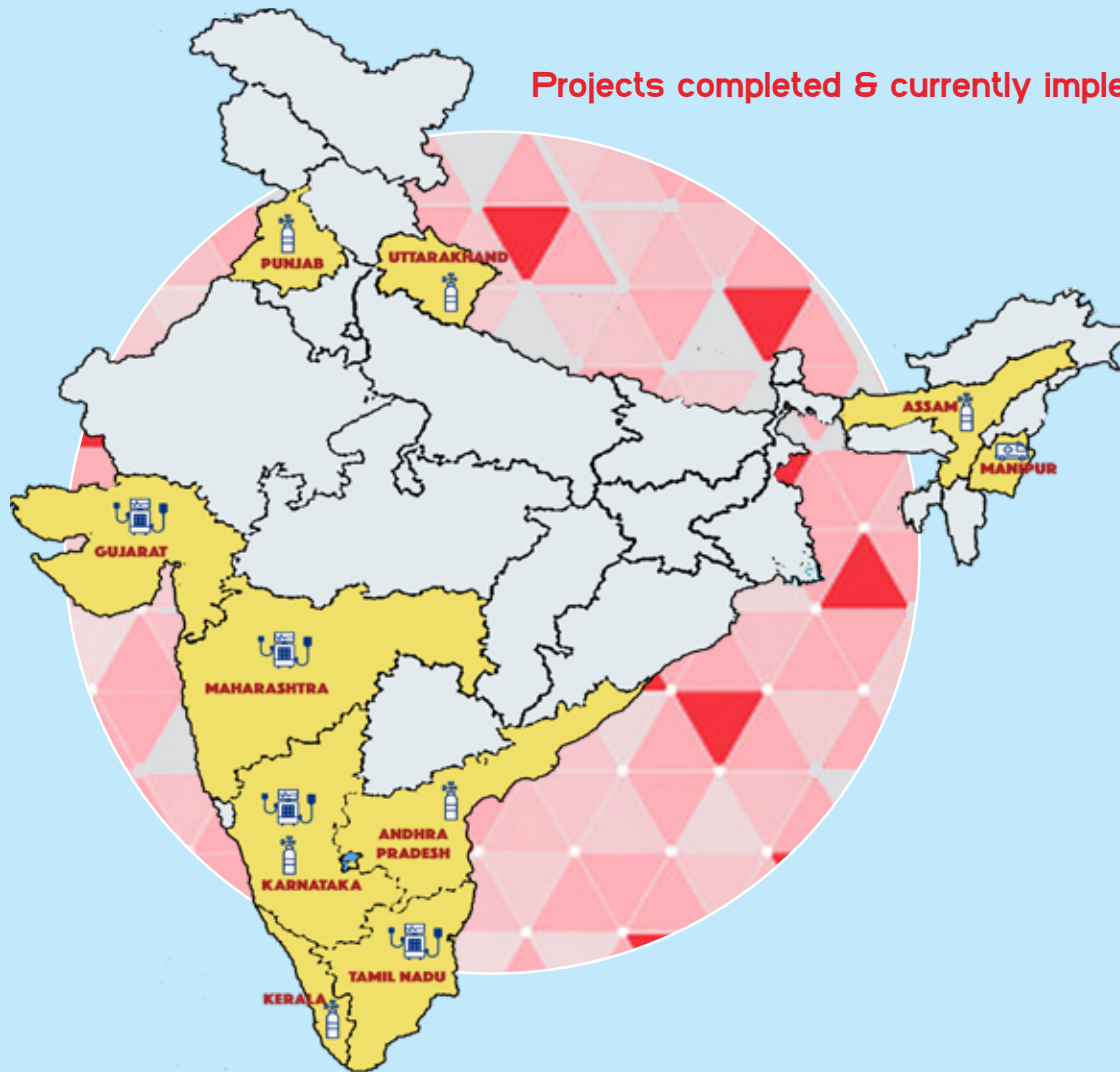 Projects completed & currently imple
PUNJAB
UTTARAKHAND
ASSAM
MANIPUR
GUJARAT
MAHARASHTRA
ANDHRA
PRADESH
KARNATAKA
TAMIL NADU
KERALA